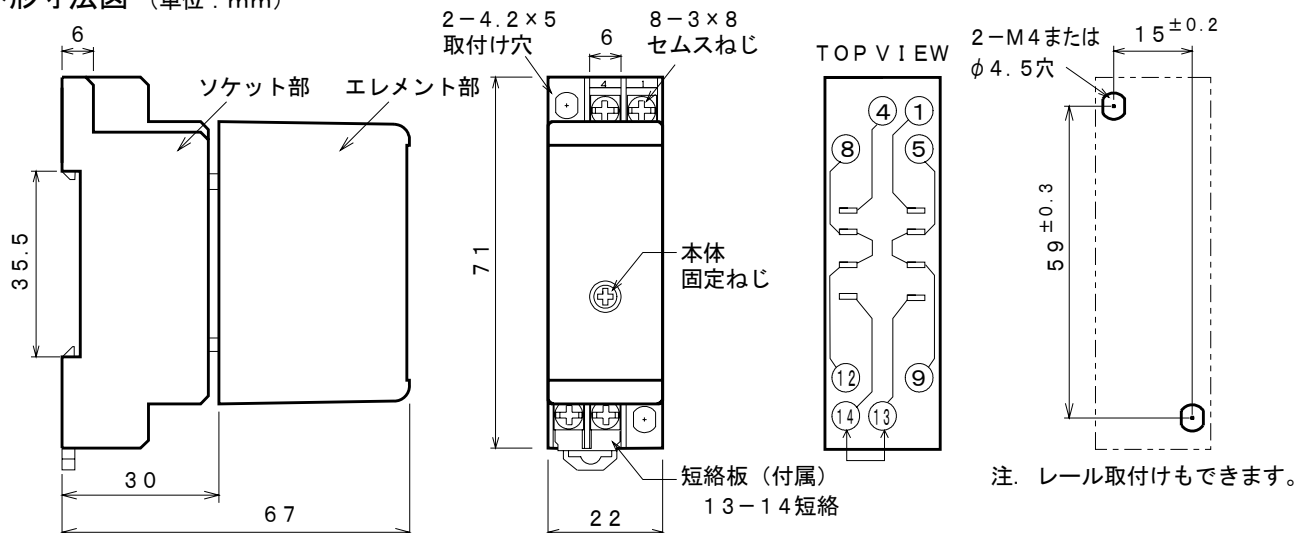 形寸法図 (単位:mm)
6
ソケット部
エレメント部
35.5
30
67
2-4.2×5
取付け穴
6
8-3×8
セムスねじ
4
1
71
本体
固定ねじ
短絡板(付属)
13-14短絡
22
TOP VIEW
④ ①
⑧ ⑤
⑫ ⑨
⑭ ⑬
2-M4または
φ4.5穴
15±0.2
59±0.3
注. レール取付けもできます。